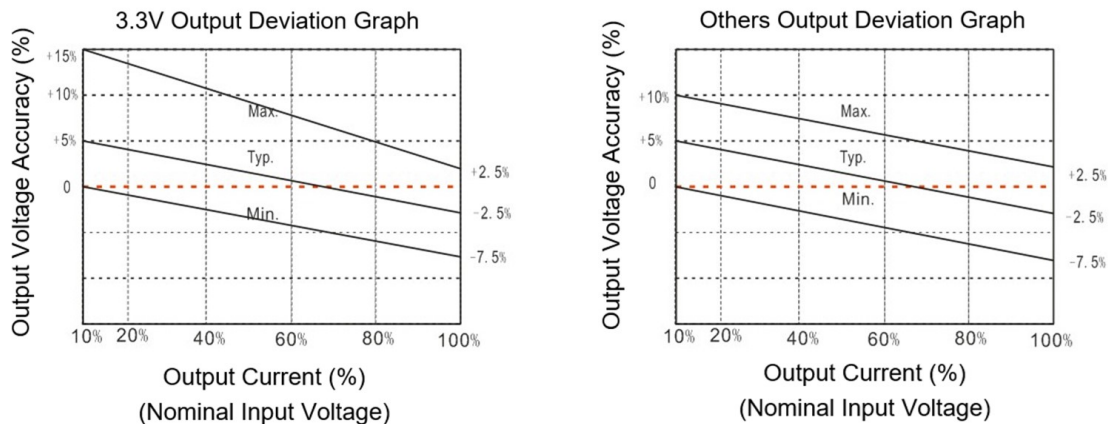 3.3V Output Deviation Graph
Output Voltage Accuracy (%)
+15%
+10%
+5%
0
Max.
Typ.
Min.
+2.5%
-2.5%
-7.5%
10% 20% 40% 60% 80% 100%
Output Current (%)
(Nominal Input Voltage)
Others Output Deviation Graph
Output Voltage Accuracy (%)
+10%
+5%
0
Max.
Typ.
Min.
+2.5%
-2.5%
-7.5%
10% 20% 40% 60% 80% 100%
Output Current (%)
(Nominal Input Voltage)